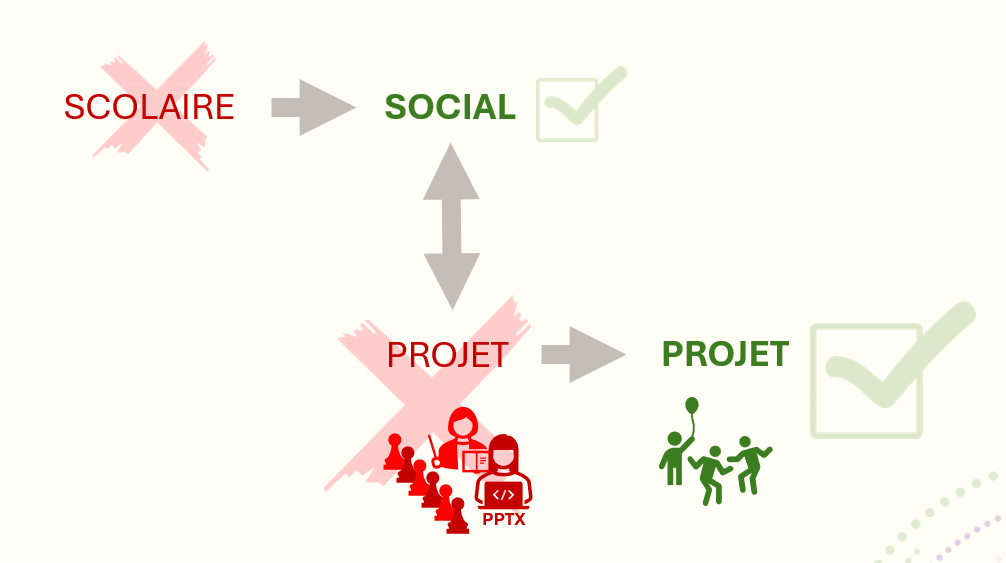 SCOLAIRE
SOCIAL
PROJET
PROJET
</>
PPTX